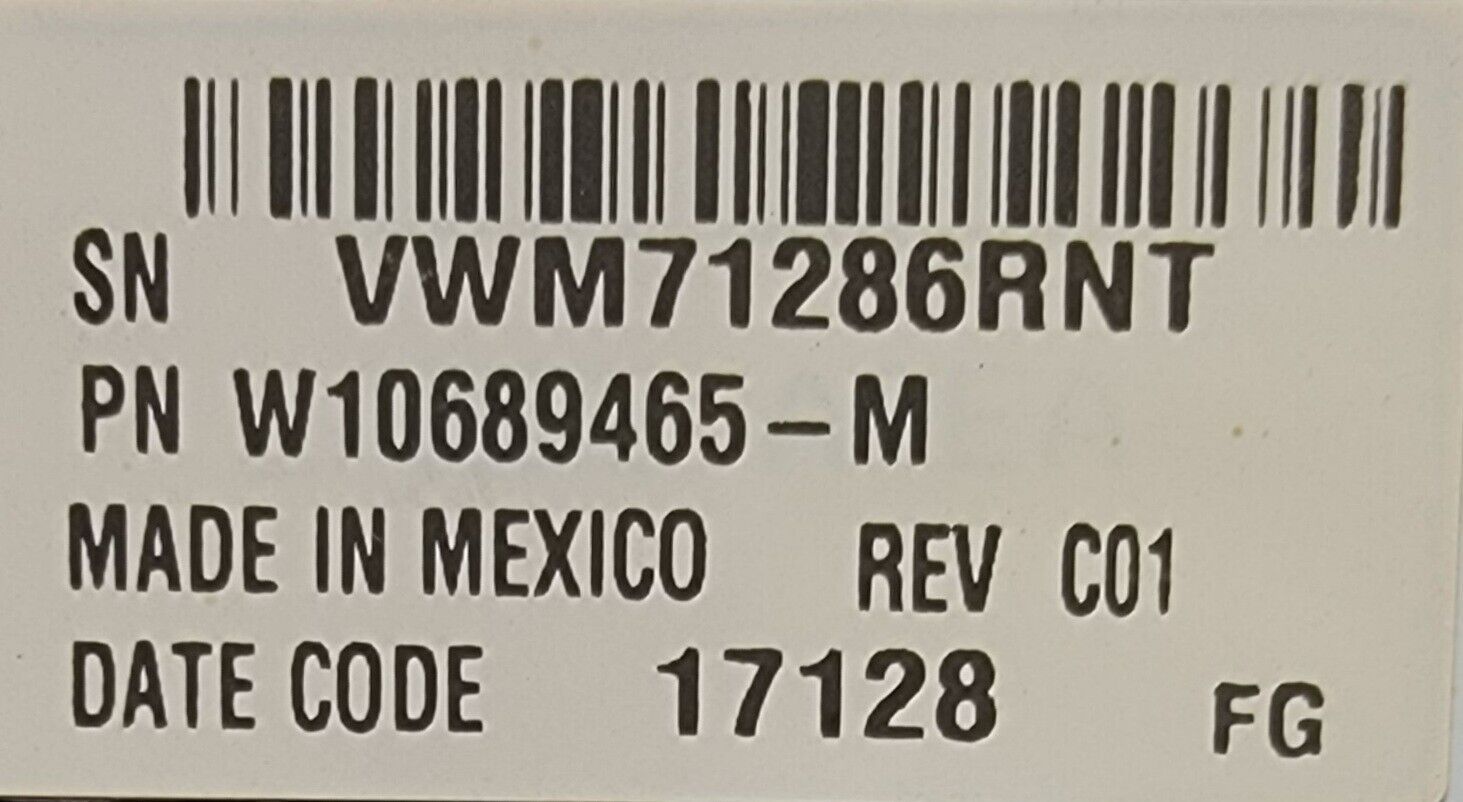 SN VWM71286RNT
PN W10689465-M
MADE IN MEXICO REV C01
DATE CODE 17128 FG